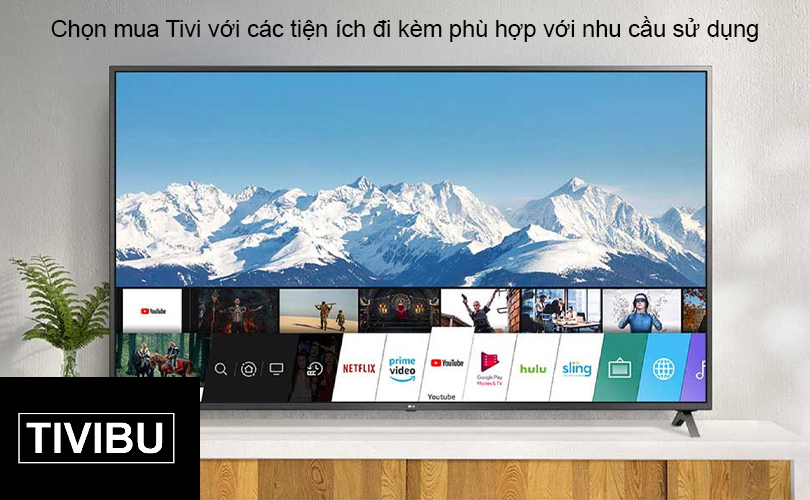 Chọn mua Tivi với các tiện ích đi kèm phù hợp với nhu cầu sử dụng
YouTube
NETFLIX
prime video
YouTube
Google Play
Movies & TV
hulu
sling
Youtube
LG
TIVIBU